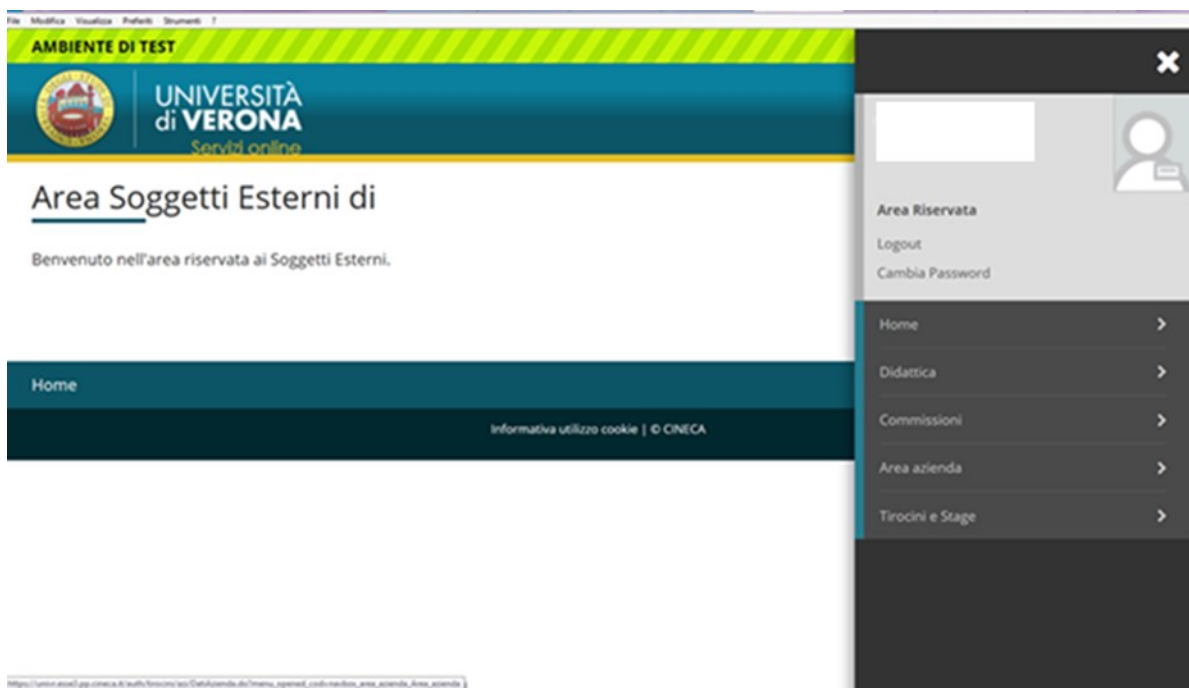 File Modifica Visualizza Preferiti Strumenti ?
AMBIENTE DI TEST
UNIVERSITÀ
di VERONA
Servizi online
Area Soggetti Esterni di
Benvenuto nell'area riservata ai Soggetti Esterni.
Home
Informativa utilizzo cookie | © CINECA
Area Riservata
Logout
Cambia Password
Home
Didattica
Commissioni
Area azienda
Tirocini e Stage